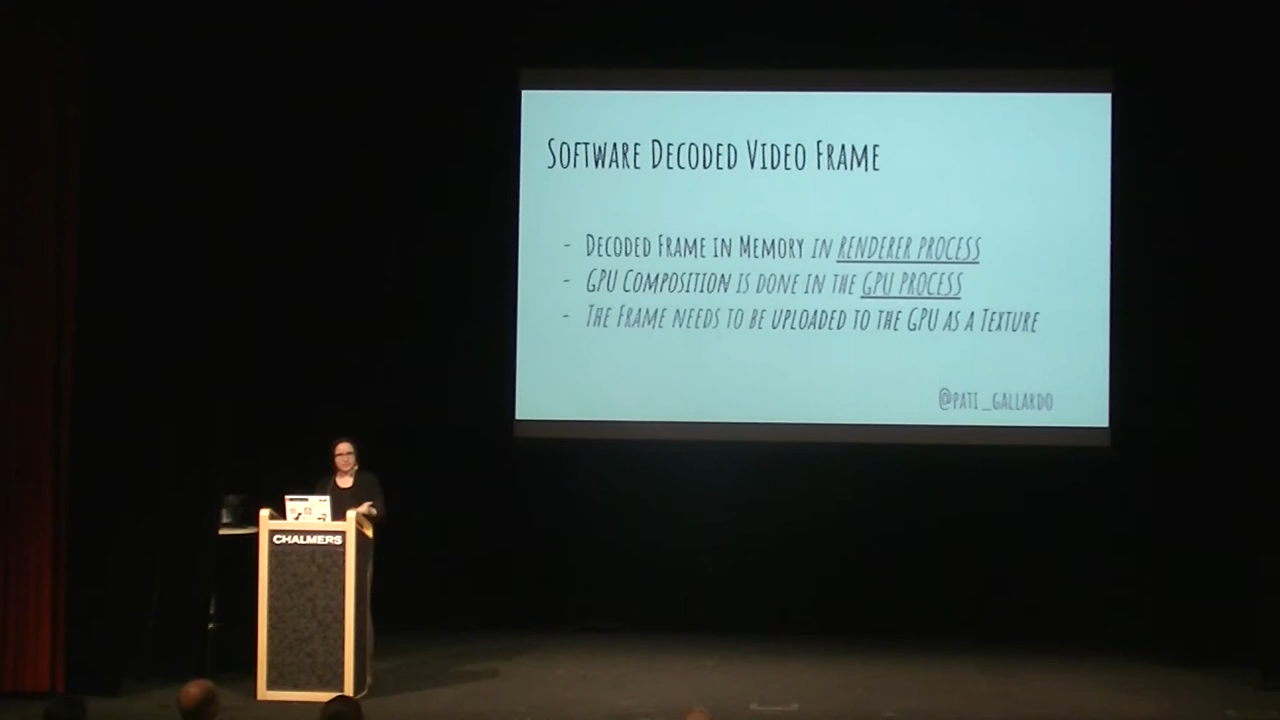 Software Decoded Video Frame
- Decoded Frame in Memory in renderer process
- GPU Composition is done in the GPU process
- The Frame needs to be uploaded to the GPU as a Texture
@pati_gallardo
CHALMERS